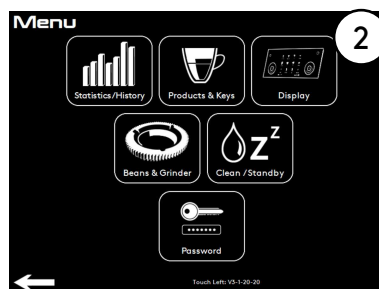 Menu
2
Statistics/History
Products & Keys
Display
Beans & Grinder
Z Z
Clean /Standby
Password
Touch Left: V3-1-20-20